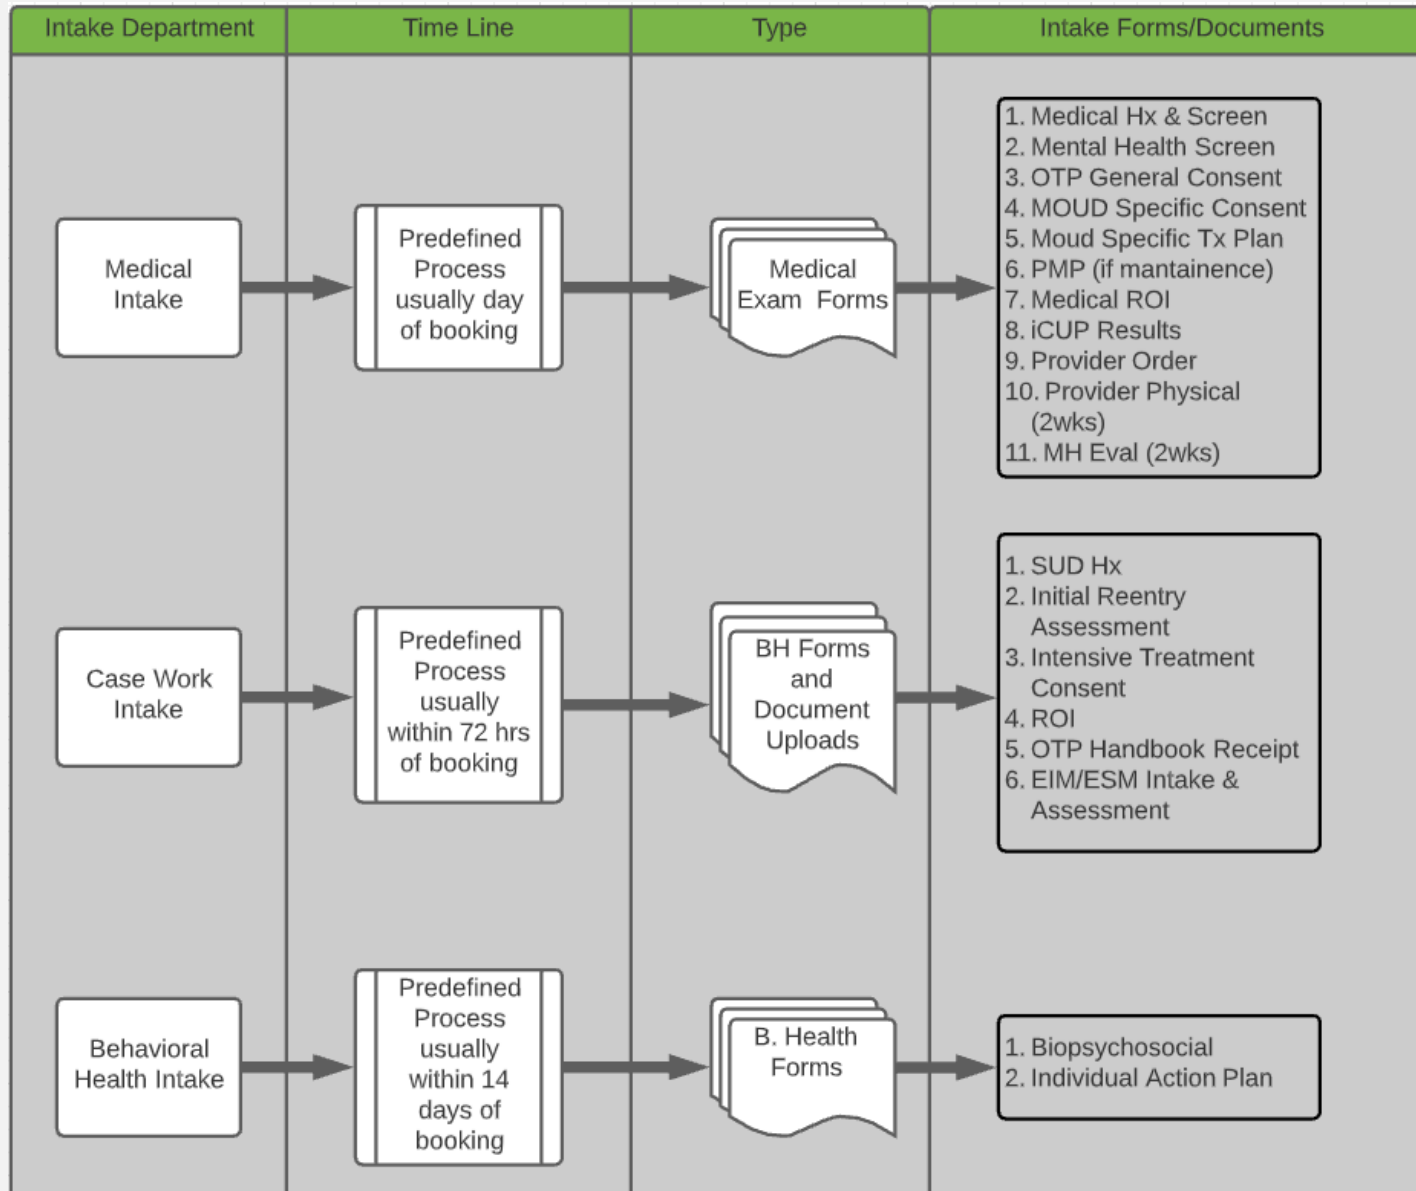 Intake Department
Time Line
Type
Intake Forms/Documents
Medical
Intake
Predefined
Process
usually day
of booking
Medical
Exam Forms
1. Medical Hx & Screen
2. Mental Health Screen
3. OTP General Consent
4. MOUD Specific Consent
5. Moud Specific Tx Plan
6. PMP (if mantainence)
7. Medical ROI
8. iCUP Results
9. Provider Order
10. Provider Physical
(2wks)
11. MH Eval (2wks)
Case Work
Intake
Predefined
Process
usually
within 72 hrs
of booking
BH Forms
and
Document
Uploads
1. SUD Hx
2. Initial Reentry
Assessment
3. Intensive Treatment
Consent
4. ROI
5. OTP Handbook Receipt
6. EIM/ESM Intake &
Assessment
Behavioral
Health Intake
Predefined
Process
usually
within 14
days of
booking
B. Health
Forms
1. Biopsychosocial
2. Individual Action Plan